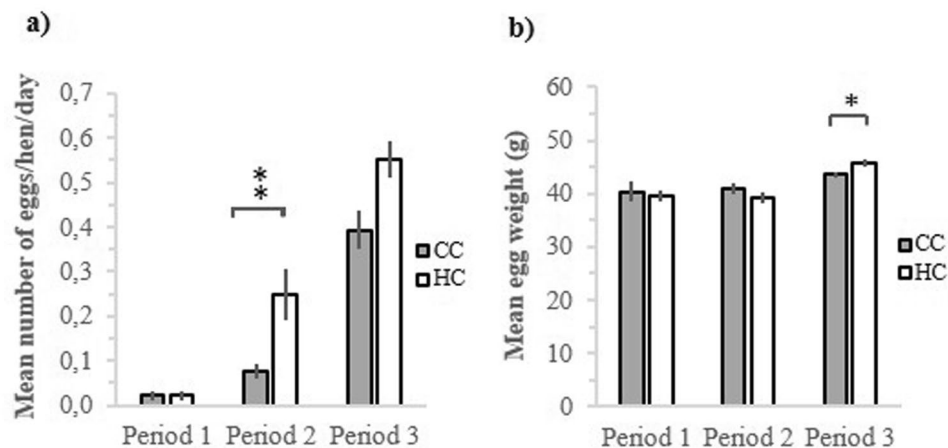 a)
Mean number of eggs/hen/day
0,7
0,6
0,5
0,4
0,3
0,2
0,1
0,0
**
Period 1 Period 2 Period 3
CC
HC
b)
Mean egg weight (g)
60
50
40
30
20
10
0
*
Period 1 Period 2 Period 3
CC
HC